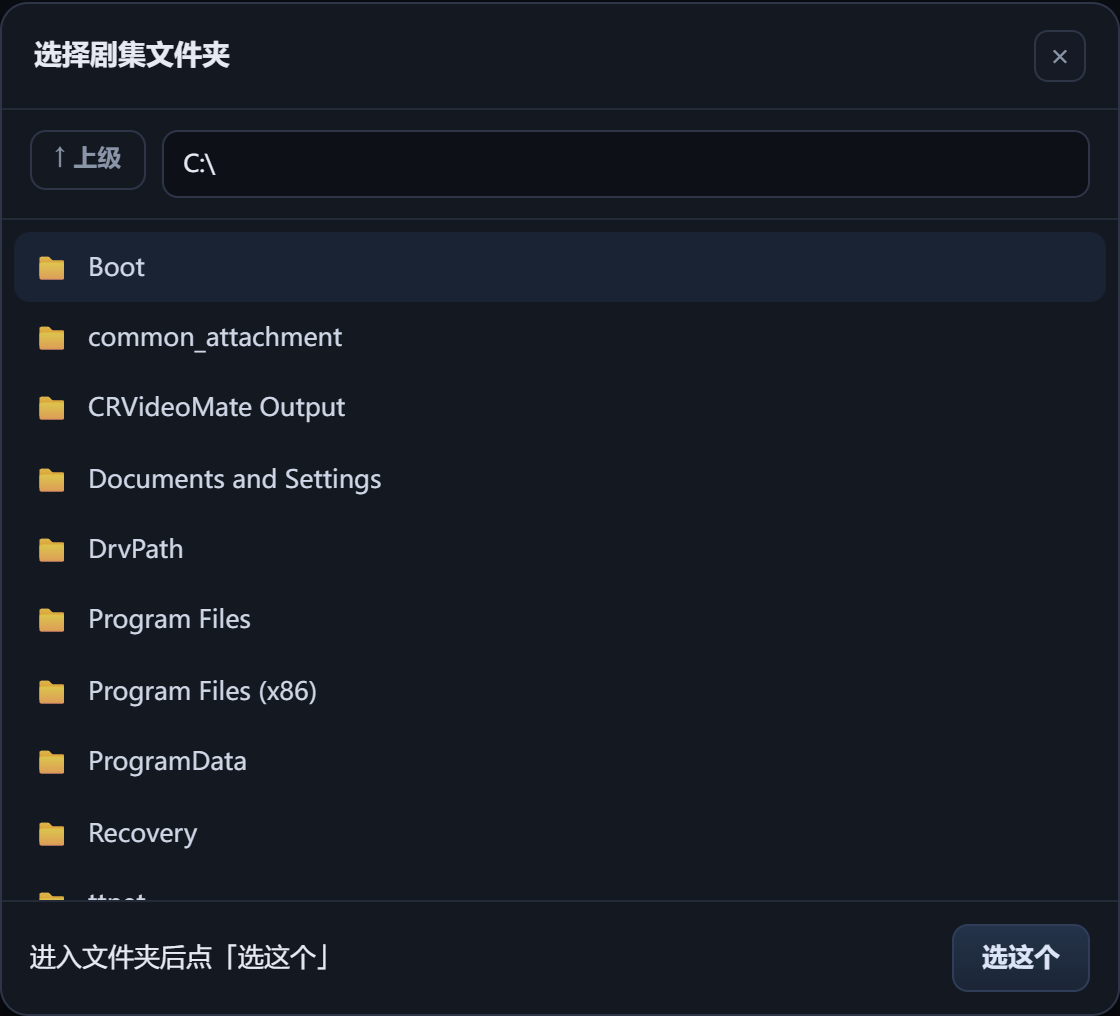 选择剧集文件夹
×
↑ 上级
C:\
Boot
common_attachment
CRVideoMate Output
Documents and Settings
DrvPath
Program Files
Program Files (x86)
ProgramData
Recovery
进入文件夹后点「选这个」
选这个